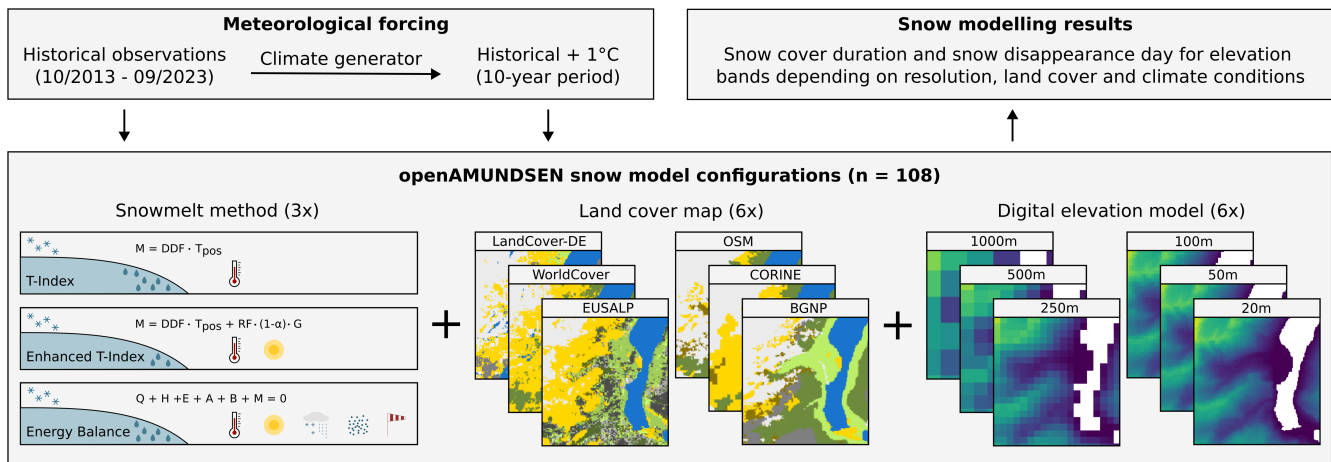 Meteorological forcing
Historical observations
(10/2013 - 09/2023)
Climate generator
Historical + 1°C
(10-year period)
Snow modelling results
Snow cover duration and snow disappearance day for elevation
bands depending on resolution, land cover and climate conditions
openAMUNDSEN snow model configurations (n = 108)
Snowmelt method (3x)
M = DDF · Tpos
T-Index
M = DDF · Tpos + RF·(1-α)· G
Enhanced T-Index
Q + H +E + A + B + M = 0
Energy Balance
+
Land cover map (6x)
LandCover-DE
WorldCover
EUSALP
OSM
CORINE
BGNP
+
Digital elevation model (6x)
1000m
500m
250m
100m
50m
20m